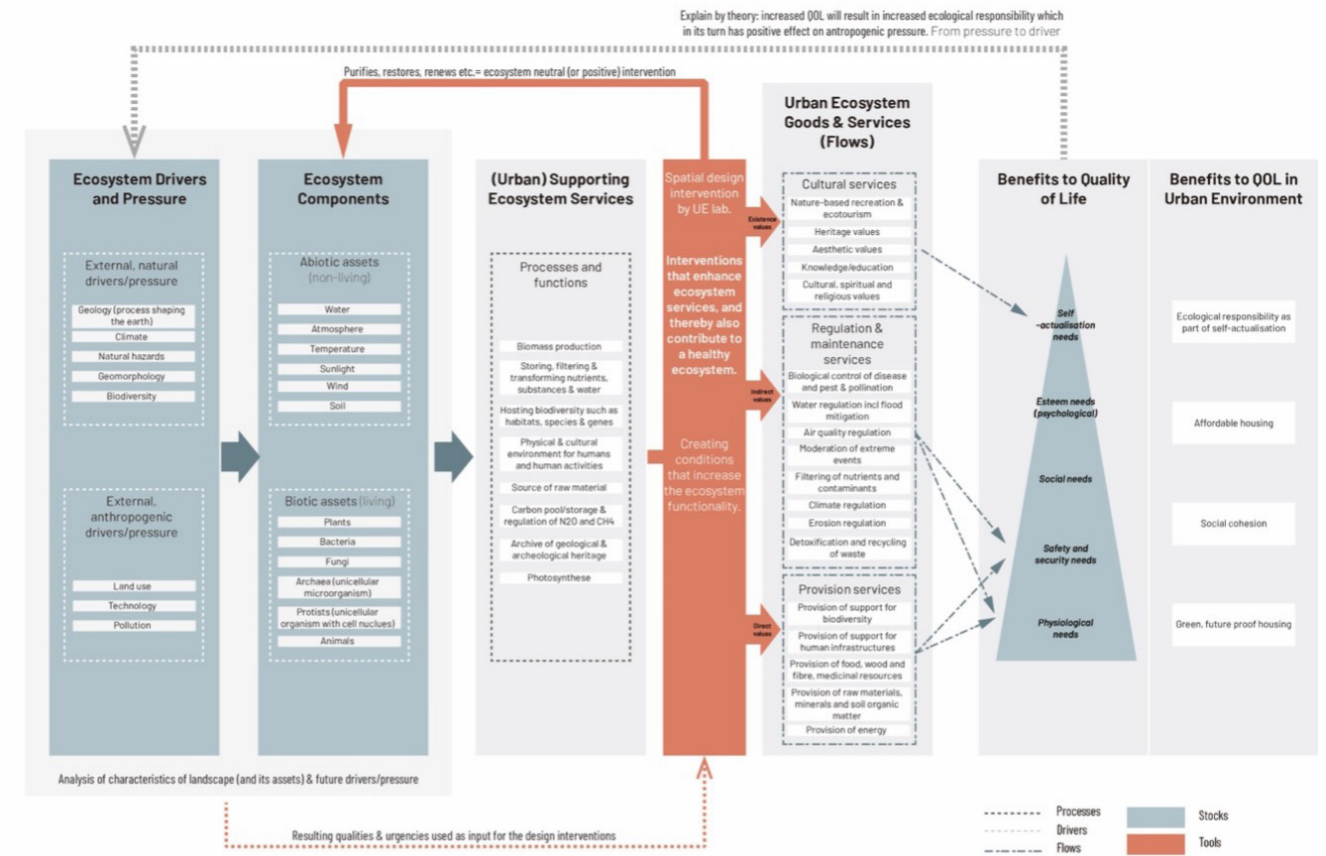 Explain by theory: increased QOL will result in increased ecological responsibility which
in its turn has positive effect on antropogenic pressure. From pressure to driver
Purifies, restores, renews etc.= ecosystem neutral (or positive) intervention
Ecosystem Drivers
and Pressure
External, natural
drivers/pressure
Geology (process shaping
the earth)
Climate
Natural hazards
Geomorphology
Biodiversity
External,
anthropogenic
drivers/pressure
Land use
Technology
Pollution
Ecosystem
Components
Abiotic assets
(non-living)
Water
Atmosphere
Temperature
Sunlight
Wind
Soil
Biotic assets (living)
Plants
Bacteria
Fungi
Archaea (unicellular
microorganism)
Protists (unicellular
organism with cell nuclues)
Animals
Analysis of characteristics of landscape (and its assets) & future drivers/pressure
(Urban) Supporting
Ecosystem Services
Processes and
functions
Biomass production
Storing, filtering &
transforming nutrients,
substances & water
Hosting biodiversity such as
habitats, species & genes
Physical & cultural
environment for humans
and human activities
Source of raw material
Carbon pool/storage &
regulation of N2O and CH4
Archive of geological &
archeological heritage
Photosynthese
Spatial design
intervention
by UE lab.
Interventions
that enhance
ecosystem
services, and
thereby also
contribute to
a healthy
ecosystem.
Creating
conditions
that increase
the ecosystem
functionality.
Existence
values
Indirect
values
Direct
values
Urban Ecosystem
Goods & Services
(Flows)
Cultural services
Nature-based recreation &
ecotourism
Heritage values
Aesthetic values
Knowledge/education
Cultural, spiritual and
religious values
Regulation &
maintenance
services
Biological control of disease
and pest & pollination
Water regulation incl flood
mitigation
Air quality regulation
Moderation of extreme
events
Filtering of nutrients and
contaminants
Climate regulation
Erosion regulation
Detoxification and recycling
of waste
Provision services
Provision of support for
biodiversity
Provision of support for
human infrastructures
Provision of food, wood and
fibre, medicinal resources
Provision of raw materials,
minerals and soil organic
matter
Provision of energy
Benefits to Quality
of Life
Self
-actualisation
needs
Esteem needs
(psychological)
Social needs
Safety and
security needs
Physiological
needs
Benefits to QOL in
Urban Environment
Ecological responsibility as
part of self-actualisation
Affordable housing
Social cohesion
Green, future proof housing
Resulting qualities & urgencies used as input for the design interventions
Processes
Drivers
Flows
Stocks
Tools